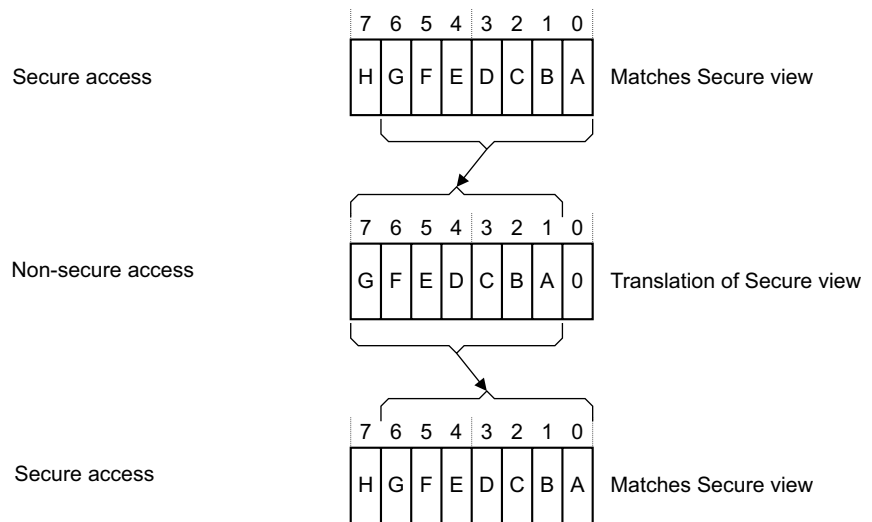 7 6 5 4 3 2 1 0
Secure access H G F E D C B A Matches Secure view
7 6 5 4 3 2 1 0
Non-secure access G F E D C B A 0 Translation of Secure view
7 6 5 4 3 2 1 0
Secure access H G F E D C B A Matches Secure view